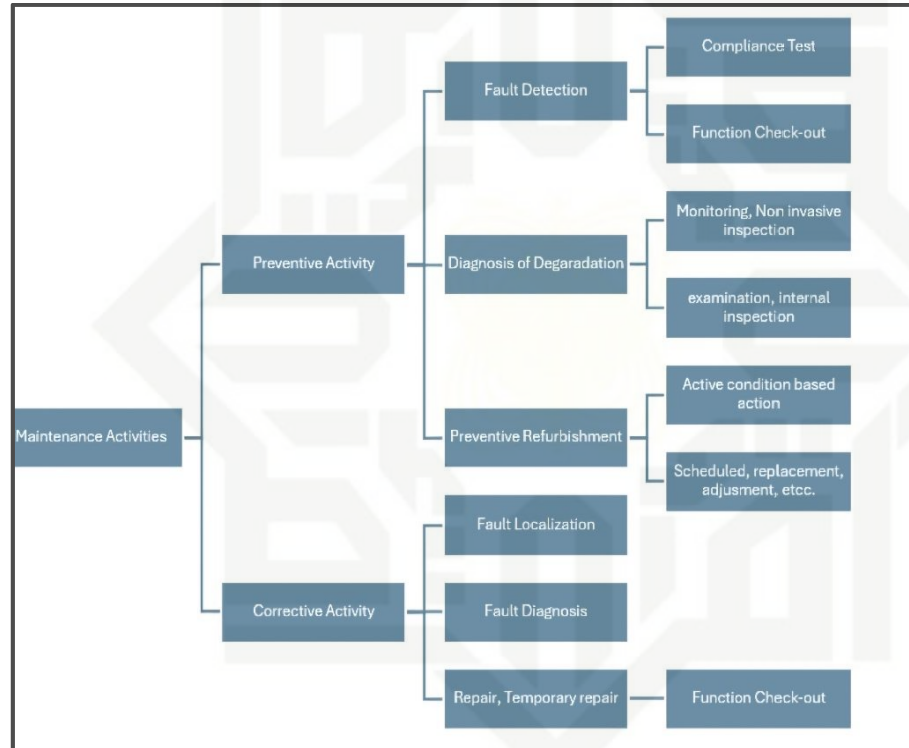 Compliance Test
Fault Detection
Function Check-out
Monitoring, Non invasive
inspection
Preventive Activity
Diagnosis of Degaradation
examination, internal
inspection
Active condition based
action
Maintenance Activities
Preventive Refurbishment
Scheduled, replacement,
adjusment, etcc.
Fault Localization
Corrective Activity
Fault Diagnosis
Repair, Temporary repair
Function Check-out